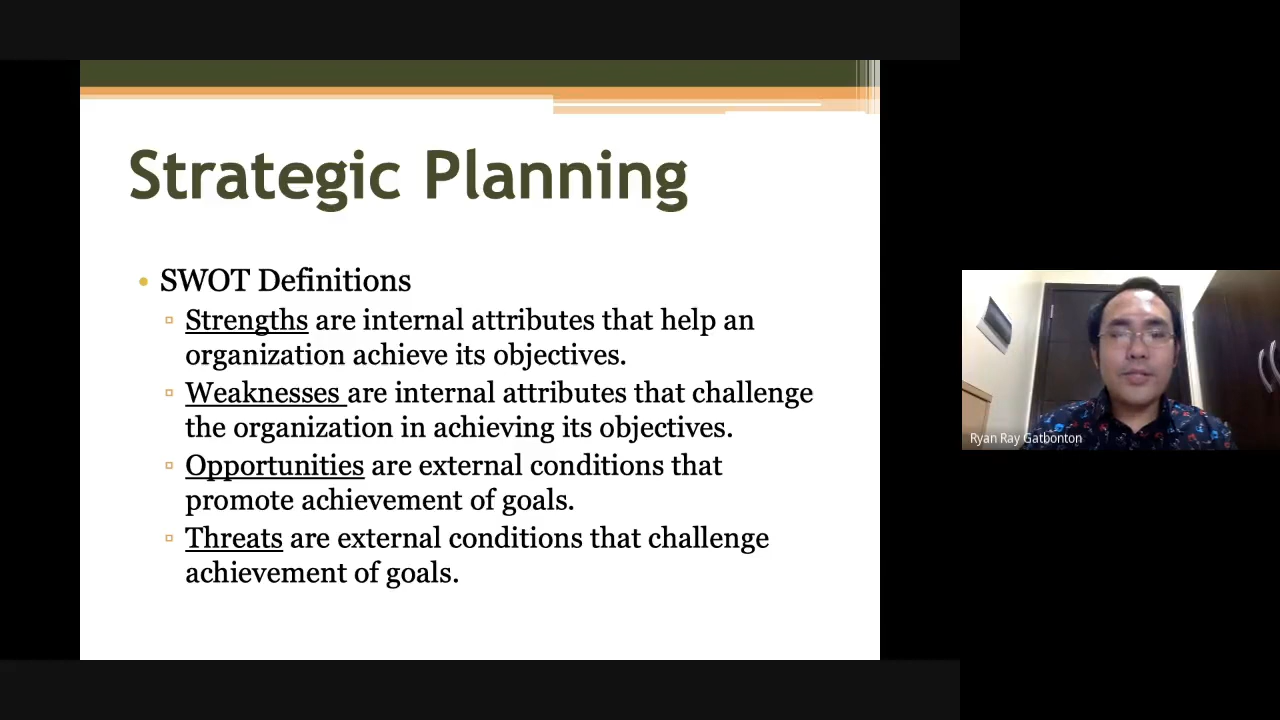 Strategic Planning
SWOT Definitions
Strengths are internal attributes that help an
organization achieve its objectives.
Weaknesses are internal attributes that challenge
the organization in achieving its objectives.
Opportunities are external conditions that
promote achievement of goals.
Threats are external conditions that challenge
achievement of goals.
Ryan Ray Gatbonton